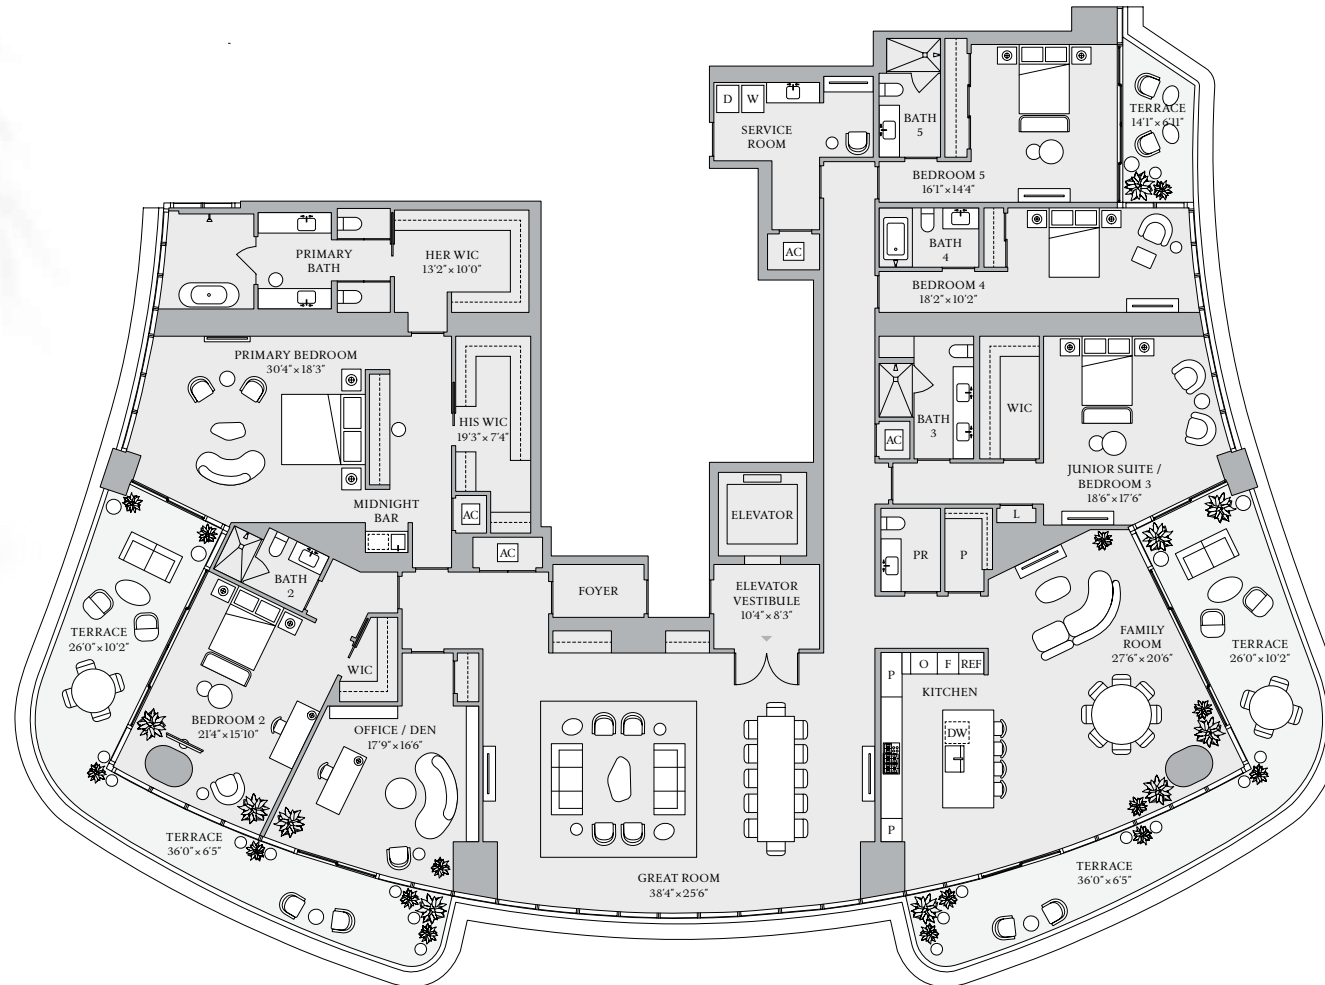 D
W
SERVICE
ROOM
BATH
5
BEDROOM 5
16'1" × 14'4"
TERRACE
14'1" × 6'11"
AC
BATH
4
BEDROOM 4
18'2" × 10'2"
PRIMARY
BATH
HER WIC
13'2" × 10'0"
PRIMARY BEDROOM
30'4" × 18'3"
HIS WIC
19'3" × 7'4"
MIDNIGHT
BAR
AC
AC
AC
BATH
3
WIC
JUNIOR SUITE /
BEDROOM 3
18'6" × 17'6"
L
ELEVATOR
PR
P
FOYER
ELEVATOR
VESTIBULE
10'4" × 8'3"
BATH
2
TERRACE
26'0" × 10'2"
WIC
BEDROOM 2
21'4" × 15'10"
OFFICE / DEN
17'9" × 16'6"
FAMILY
ROOM
27'6" × 20'6"
TERRACE
26'0" × 10'2"
P
O
F
REF
KITCHEN
DW
P
TERRACE
36'0" × 6'5"
GREAT ROOM
38'4" × 25'6"
TERRACE
36'0" × 6'5"